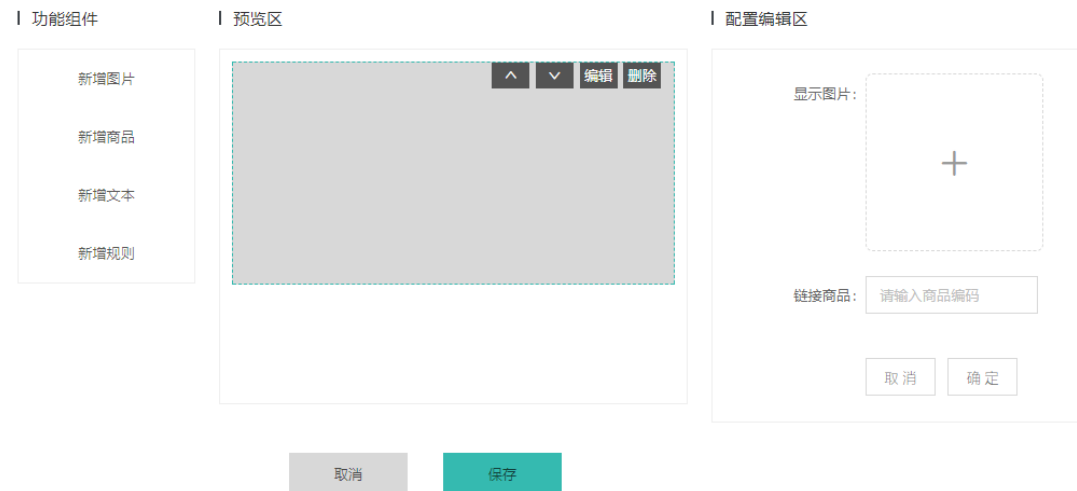 功能组件
新增图片
新增商品
新增文本
新增规则
预览区
编辑 删除
配置编辑区
显示图片：
链接商品： 请输入商品编码
取消 确定
取消 保存